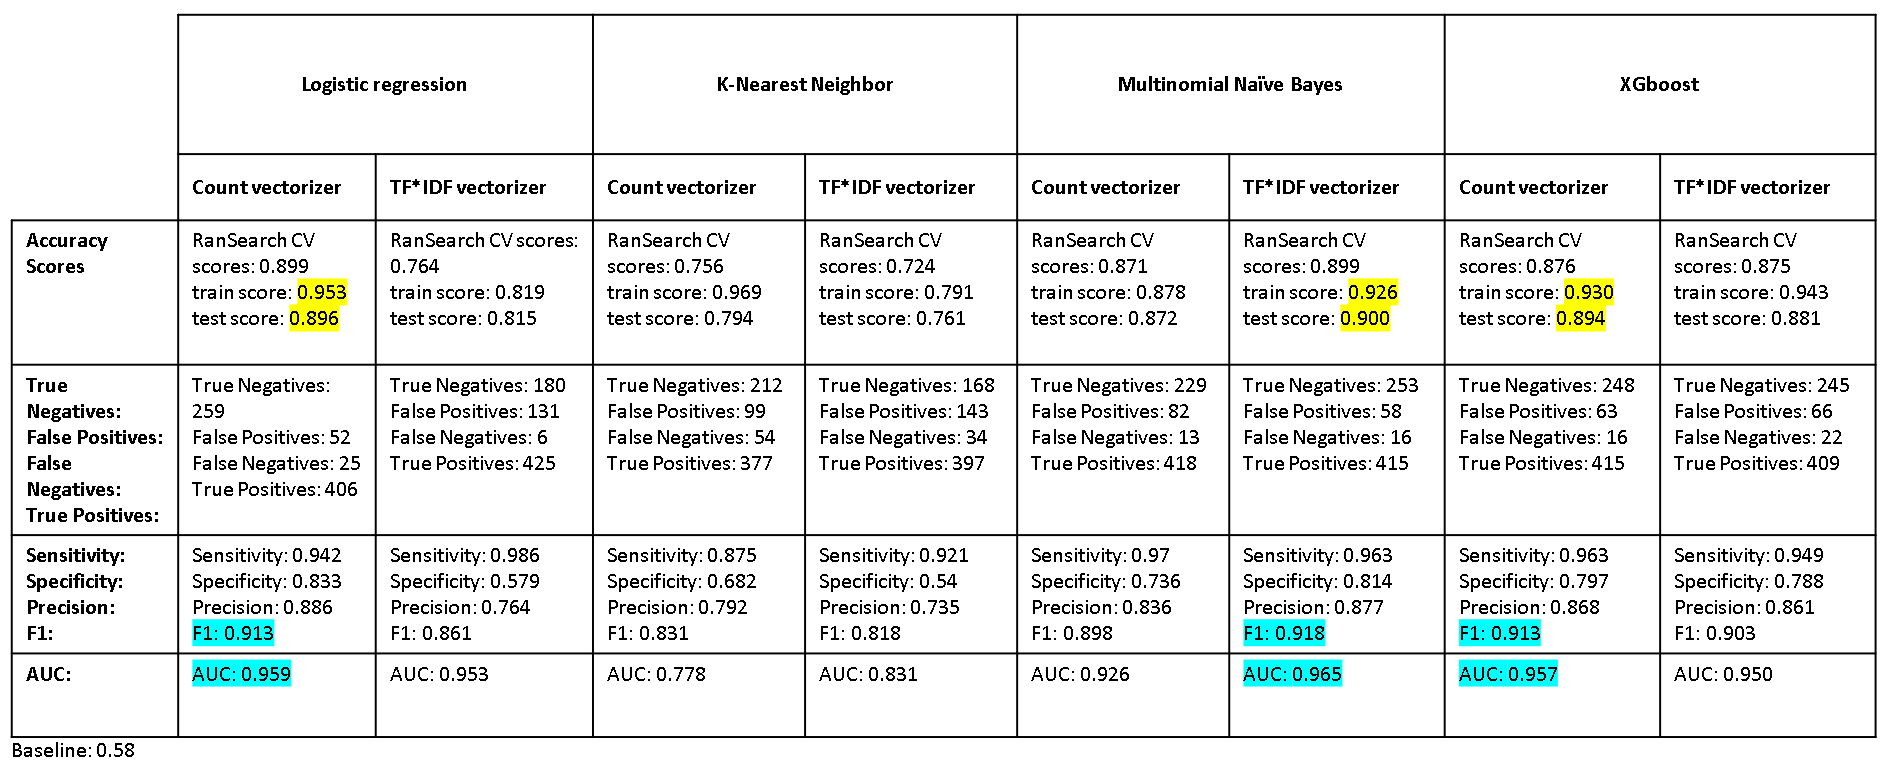 Logistic regression
K-Nearest Neighbor
Multinomial Naïve Bayes
XGboost
Count vectorizer
TF*IDF vectorizer
Count vectorizer
TF*IDF vectorizer
Count vectorizer
TF*IDF vectorizer
Count vectorizer
TF*IDF vectorizer
Accuracy
Scores
RanSearch CV
scores: 0.899
train score: 0.953
test score: 0.896
RanSearch CV scores:
0.764
train score: 0.819
test score: 0.815
RanSearch CV
scores: 0.756
train score: 0.969
test score: 0.794
RanSearch CV
scores: 0.724
train score: 0.791
test score: 0.761
RanSearch CV
scores: 0.871
train score: 0.878
test score: 0.872
RanSearch CV
scores: 0.899
train score: 0.926
test score: 0.900
RanSearch CV
scores: 0.876
train score: 0.930
test score: 0.894
RanSearch CV
scores: 0.875
train score: 0.943
test score: 0.881
True
Negatives:
False Positives:
False
Negatives:
True Positives:
True Negatives:
259
False Positives: 52
False Negatives: 25
True Positives: 406
True Negatives: 180
False Positives: 131
False Negatives: 6
True Positives: 425
True Negatives: 212
False Positives: 99
False Negatives: 54
True Positives: 377
True Negatives: 168
False Positives: 143
False Negatives: 34
True Positives: 397
True Negatives: 229
False Positives: 82
False Negatives: 13
True Positives: 418
True Negatives: 253
False Positives: 58
False Negatives: 16
True Positives: 415
True Negatives: 248
False Positives: 63
False Negatives: 16
True Positives: 415
True Negatives: 245
False Positives: 66
False Negatives: 22
True Positives: 409
Sensitivity:
Specificity:
Precision:
F1:
Sensitivity: 0.942
Specificity: 0.833
Precision: 0.886
F1: 0.913
Sensitivity: 0.986
Specificity: 0.579
Precision: 0.764
F1: 0.861
Sensitivity: 0.875
Specificity: 0.682
Precision: 0.792
F1: 0.831
Sensitivity: 0.921
Specificity: 0.54
Precision: 0.735
F1: 0.818
Sensitivity: 0.97
Specificity: 0.736
Precision: 0.836
F1: 0.898
Sensitivity: 0.963
Specificity: 0.814
Precision: 0.877
F1: 0.918
Sensitivity: 0.963
Specificity: 0.797
Precision: 0.868
F1: 0.913
Sensitivity: 0.949
Specificity: 0.788
Precision: 0.861
F1: 0.903
AUC:
AUC: 0.959
AUC: 0.953
AUC: 0.778
AUC: 0.831
AUC: 0.926
AUC: 0.965
AUC: 0.957
AUC: 0.950
Baseline: 0.58